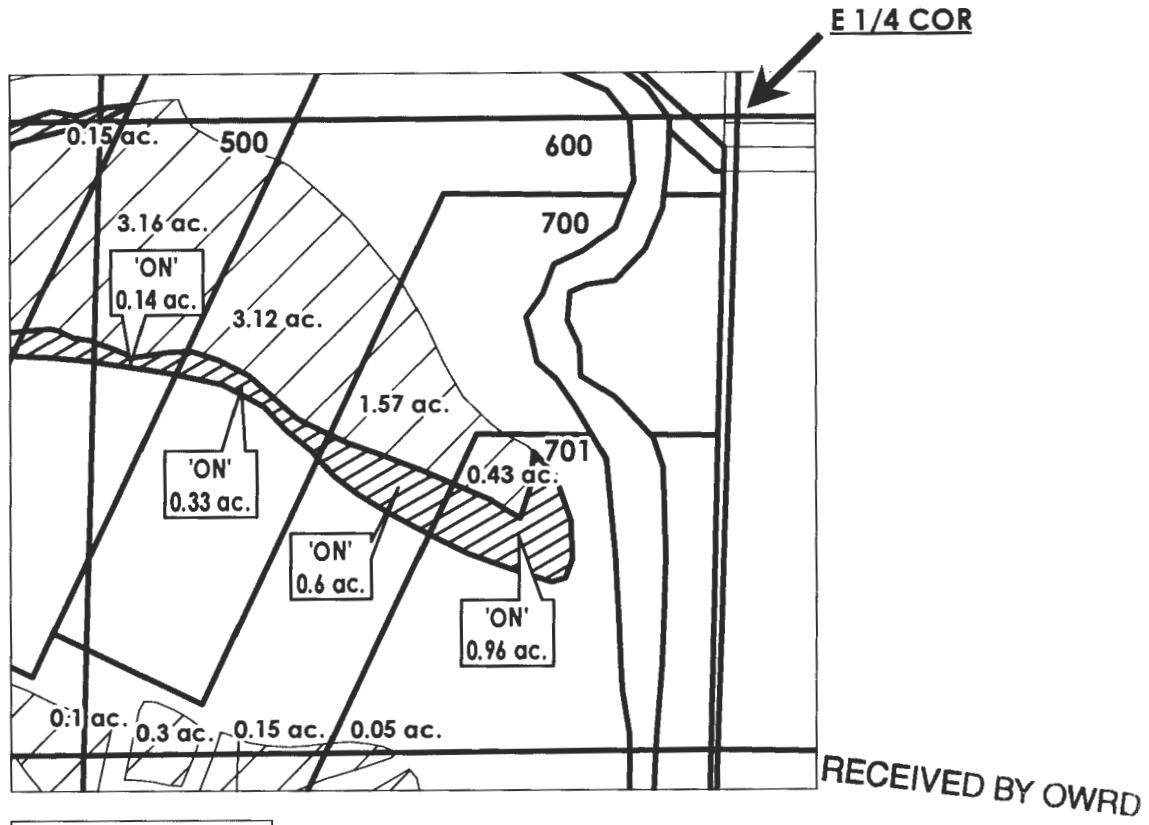 E 1/4 COR
0.15 ac.
500
600
3.16 ac.
700
'ON'
0.14 ac.
3.12 ac.
1.57 ac.
701
0.43 ac.
'ON'
0.33 ac.
'ON'
0.6 ac.
'ON'
0.96 ac.
0.1 ac.
0.3 ac.
0.15 ac.
0.05 ac.
RECEIVED BY OWRD